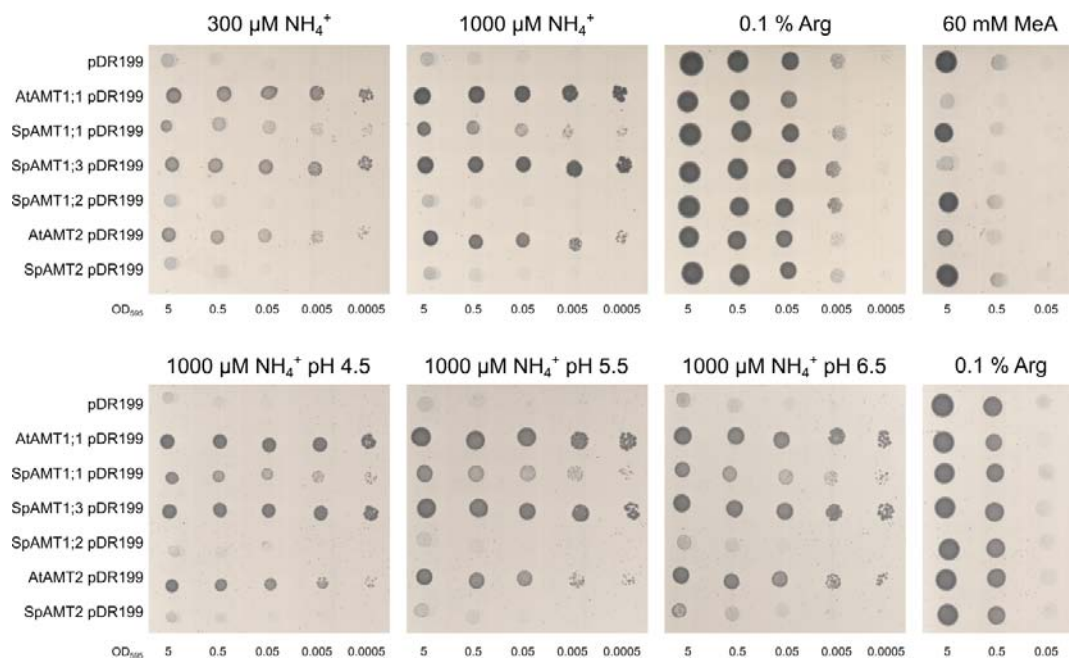 300 µM NH₄⁺ 1000 µM NH₄⁺ 0.1 % Arg 60 mM MeA
pDR199
AtAMT1;1 pDR199
SpAMT1;1 pDR199
SpAMT1;3 pDR199
SpAMT1;2 pDR199
AtAMT2 pDR199
SpAMT2 pDR199
OD₅₉₅ 5 0.5 0.05 0.005 0.0005 5 0.5 0.05 0.005 0.0005 5 0.5 0.05 0.005 0.0005 5 0.5 0.05
1000 µM NH₄⁺ pH 4.5 1000 µM NH₄⁺ pH 5.5 1000 µM NH₄⁺ pH 6.5 0.1 % Arg
pDR199
AtAMT1;1 pDR199
SpAMT1;1 pDR199
SpAMT1;3 pDR199
SpAMT1;2 pDR199
AtAMT2 pDR199
SpAMT2 pDR199
OD₅₉₅ 5 0.5 0.05 0.005 0.0005 5 0.5 0.05 0.005 0.0005 5 0.5 0.05 0.005 0.0005 5 0.5 0.05